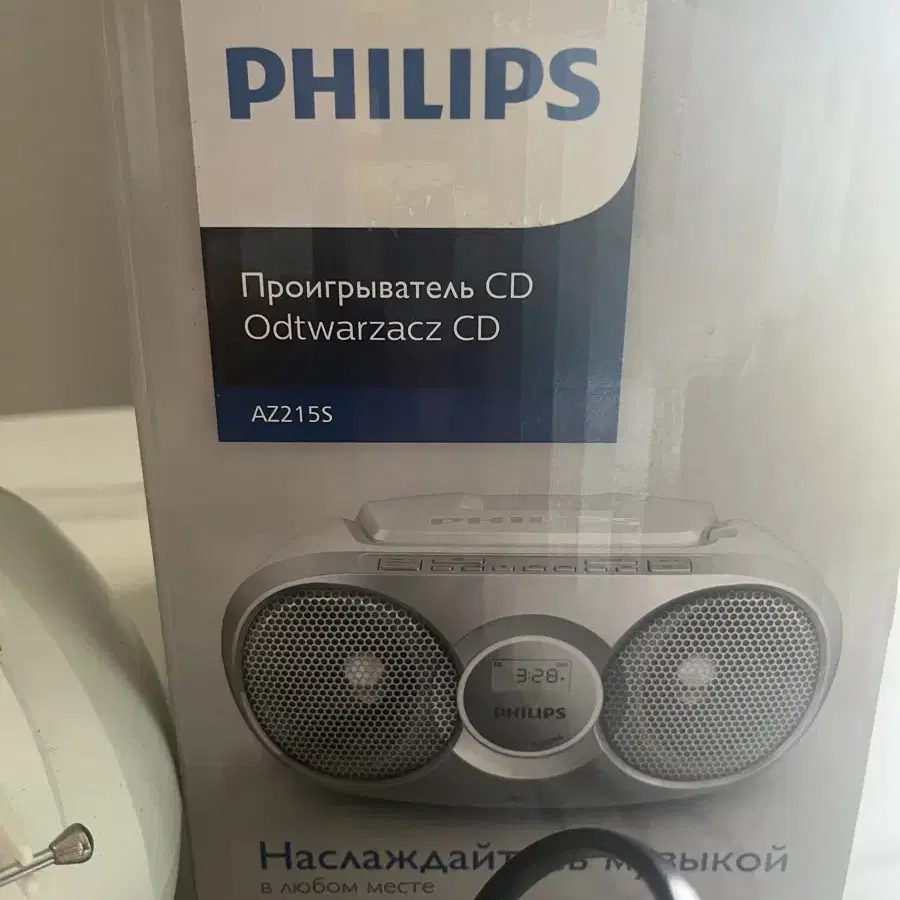 PHILIPS
Проигрыватель CD
Odtwarzacz CD
AZ215S
PHILIPS
3:28
PHILIPS
Наслаждайтесь музыкой
в любом месте